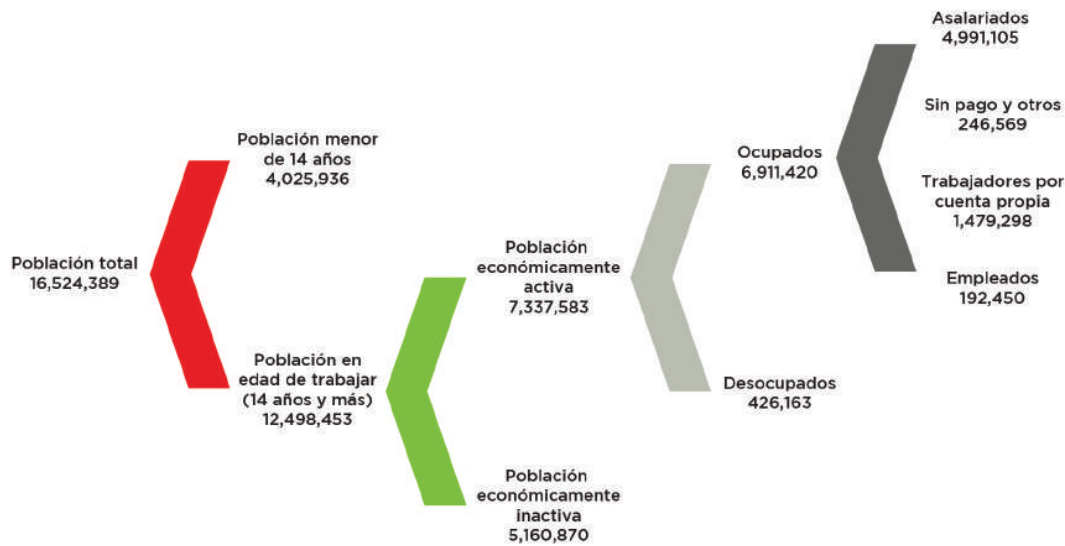 Población total
16,524,389
Población menor
de 14 años
4,025,936
Población en
edad de trabajar
(14 años y más)
12,498,453
Población
económicamente
activa
7,337,583
Población
económicamente
inactiva
5,160,870
Ocupados
6,911,420
Desocupados
426,163
Asalariados
4,991,105
Sin pago y otros
246,569
Trabajadores por
cuenta propia
1,479,298
Empleados
192,450